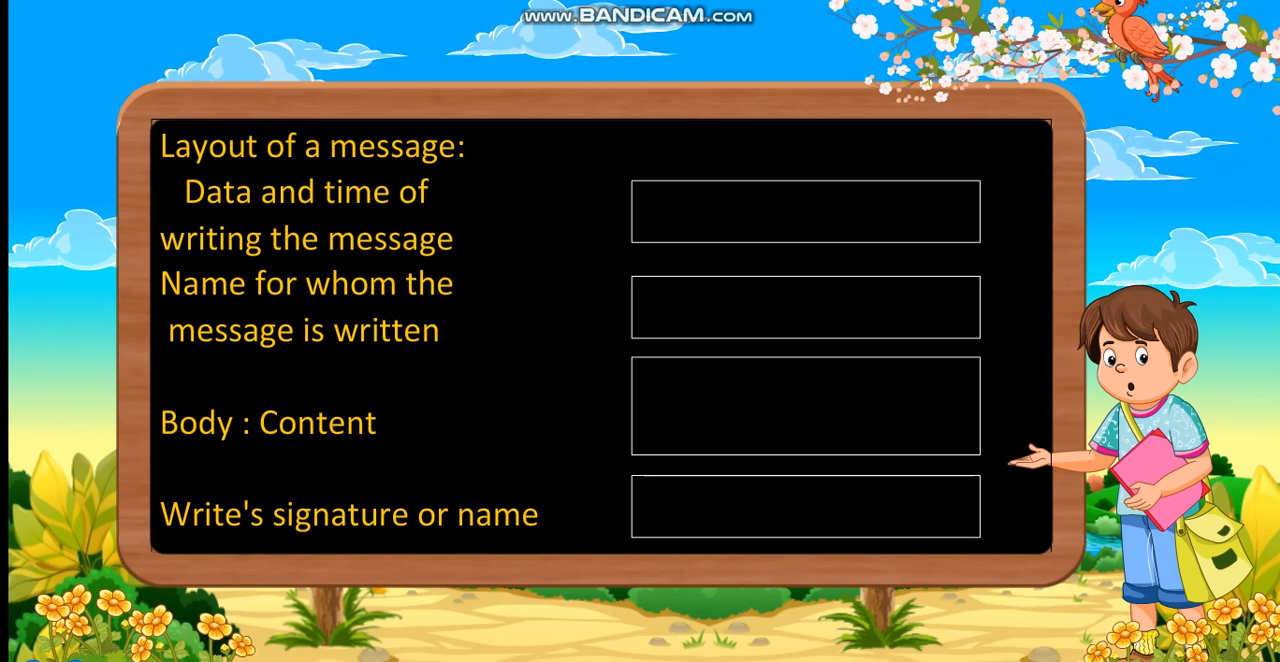 www.BANDICAM.com
Layout of a message:
Data and time of
writing the message
Name for whom the
message is written
Body : Content
Write's signature or name